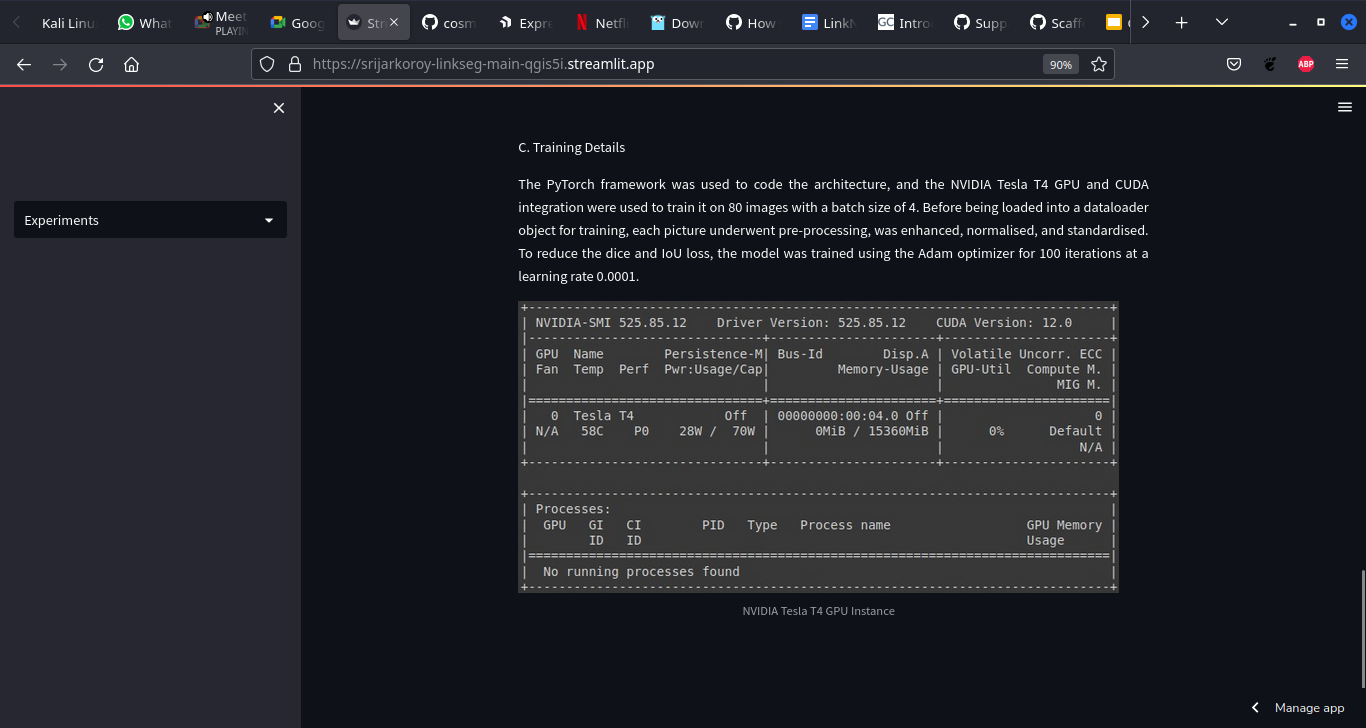 Kali Linu
What
Meet
PLAYIN
Goog
Str
cosm
Expre
Netfli
Dow
How
Link
GC
Intro
Supp
Scaff
https://srijarkoroy-linkseg-main-qgis5i.streamlit.app
90%
ABP
Experiments
C. Training Details
The PyTorch framework was used to code the architecture, and the NVIDIA Tesla T4 GPU and CUDA
integration were used to train it on 80 images with a batch size of 4. Before being loaded into a dataloader
object for training, each picture underwent pre-processing, was enhanced, normalised, and standardised.
To reduce the dice and IoU loss, the model was trained using the Adam optimizer for 100 iterations at a
learning rate 0.0001.
+-----------------------------------------------------------------------------+
| NVIDIA-SMI 525.85.12    Driver Version: 525.85.12    CUDA Version: 12.0     |
|-------------------------------+----------------------+----------------------+
| GPU  Name        Persistence-M| Bus-Id        Disp.A | Volatile Uncorr. ECC |
| Fan  Temp  Perf  Pwr:Usage/Cap|         Memory-Usage | GPU-Util  Compute M. |
|                               |                      |               MIG M. |
|===============================+======================+======================|
|   0  Tesla T4            Off  | 00000000:00:04.0 Off |                    0 |
| N/A   58C    P0    28W /  70W |      0MiB / 15360MiB |      0%      Default |
|                               |                      |                  N/A |
+-------------------------------+----------------------+----------------------+
+-----------------------------------------------------------------------------+
| Processes:                                                                  |
|  GPU   GI   CI        PID   Type   Process name                  GPU Memory |
|        ID   ID                                                   Usage      |
|=============================================================================|
|  No running processes found                                                 |
+-----------------------------------------------------------------------------+
NVIDIA Tesla T4 GPU Instance
Manage app